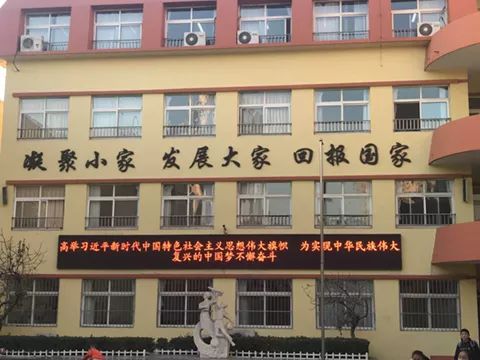 凝聚小家 发展大家 回报国家
高举习近平新时代中国特色社会主义思想伟大旗帜 为实现中华民族伟大
复兴的中国梦不懈奋斗